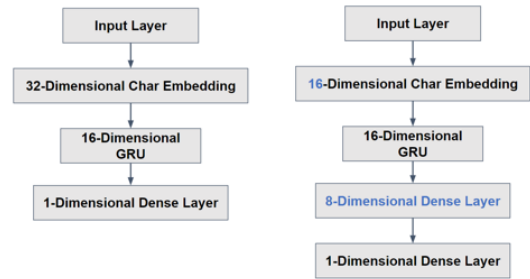 Input Layer
32-Dimensional Char Embedding
16-Dimensional
GRU
1-Dimensional Dense Layer
Input Layer
16-Dimensional Char Embedding
16-Dimensional
GRU
8-Dimensional Dense Layer
1-Dimensional Dense Layer